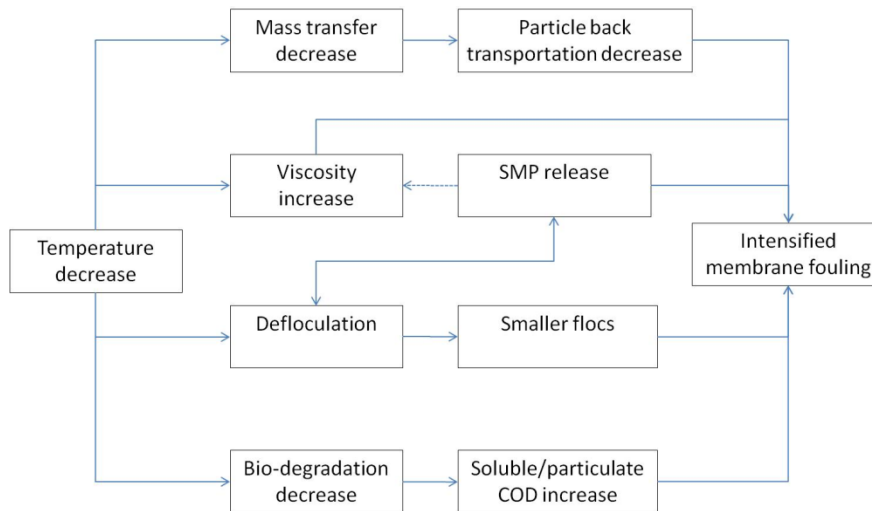 Mass transfer
decrease
Particle back
transportation decrease
Viscosity
increase
SMP release
Temperature
decrease
Intensified
membrane fouling
Defloculation
Smaller flocs
Bio-degradation
decrease
Soluble/particulate
COD increase